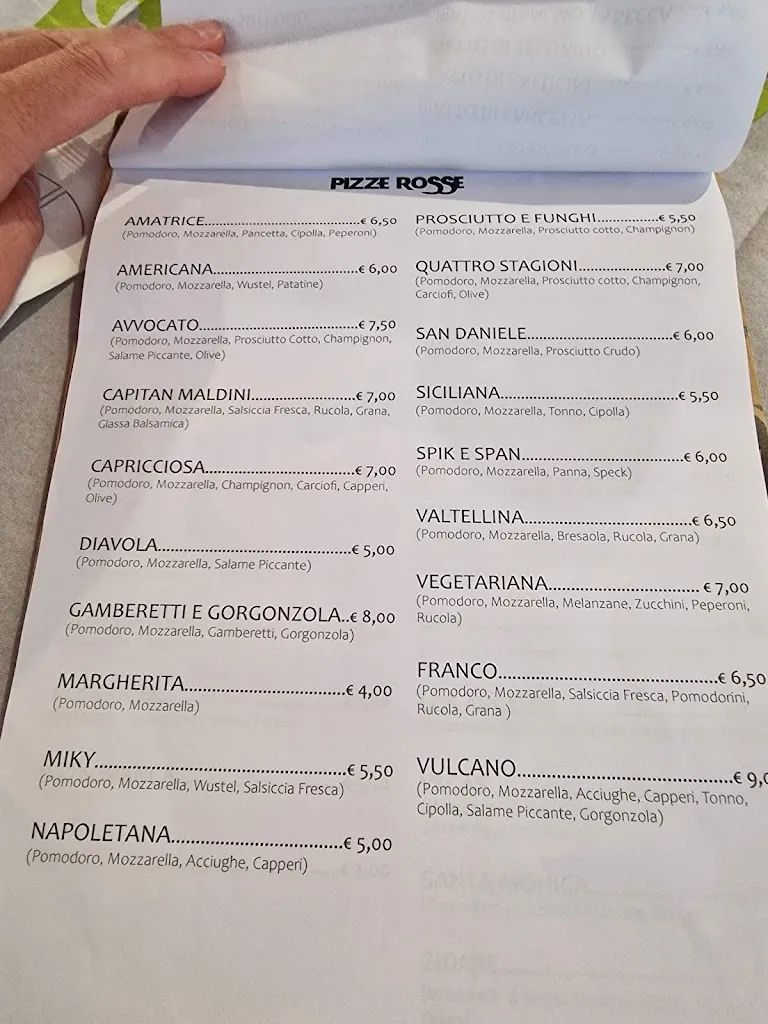 PIZZE ROSSE
AMATRICE..........................................€ 6,50
(Pomodoro, Mozzarella, Pancetta, Cipolla, Peperoni)
AMERICANA.....................................€ 6,00
(Pomodoro, Mozzarella, Wustel, Patatine)
AVVOCATO.........................................€ 7,50
(Pomodoro, Mozzarella, Prosciutto Cotto, Champignon,
Salame Piccante, Olive)
CAPITAN MALDINI...........................€ 7,00
(Pomodoro, Mozzarella, Salsiccia Fresca, Rucola, Grana,
Glassa Balsamica)
CAPRICCIOSA......................................€ 7,00
(Pomodoro, Mozzarella, Champignon, Carciofi, Capperi,
Olive)
DIAVOLA.............................................€ 5,00
(Pomodoro, Mozzarella, Salame Piccante)
GAMBERETTI E GORGONZOLA..€ 8,00
(Pomodoro, Mozzarella, Gamberetti, Gorgonzola)
MARGHERITA.....................................€ 4,00
(Pomodoro, Mozzarella)
MIKY....................................................€ 5,50
(Pomodoro, Mozzarella, Wustel, Salsiccia Fresca)
NAPOLETANA.....................................€ 5,00
(Pomodoro, Mozzarella, Acciughe, Capperi)
PROSCIUTTO E FUNGHI...............€ 5,50
(Pomodoro, Mozzarella, Prosciutto cotto, Champignon)
QUATTRO STAGIONI.....................€ 7,00
(Pomodoro, Mozzarella, Prosciutto cotto, Champignon,
Carciofi, Olive)
SAN DANIELE...................................€ 6,00
(Pomodoro, Mozzarella, Prosciutto Crudo)
SICILIANA..........................................€ 5,50
(Pomodoro, Mozzarella, Tonno, Cipolla)
SPIK E SPAN......................................€ 6,00
(Pomodoro, Mozzarella, Panna, Speck)
VALTELLINA.......................................€ 6,50
(Pomodoro, Mozzarella, Bresaola, Rucola, Grana)
VEGETARIANA................................... € 7,00
(Pomodoro, Mozzarella, Melanzane, Zucchini, Peperoni,
Rucola)
FRANCO..............................................€ 6,50
(Pomodoro, Mozzarella, Salsiccia Fresca, Pomodorini,
Rucola, Grana )
VULCANO............................................€ 9,
(Pomodoro, Mozzarella, Acciughe, Capperi, Tonno,
Cipolla, Salame Piccante, Gorgonzola)
SANTA MONICA
ZIDANE